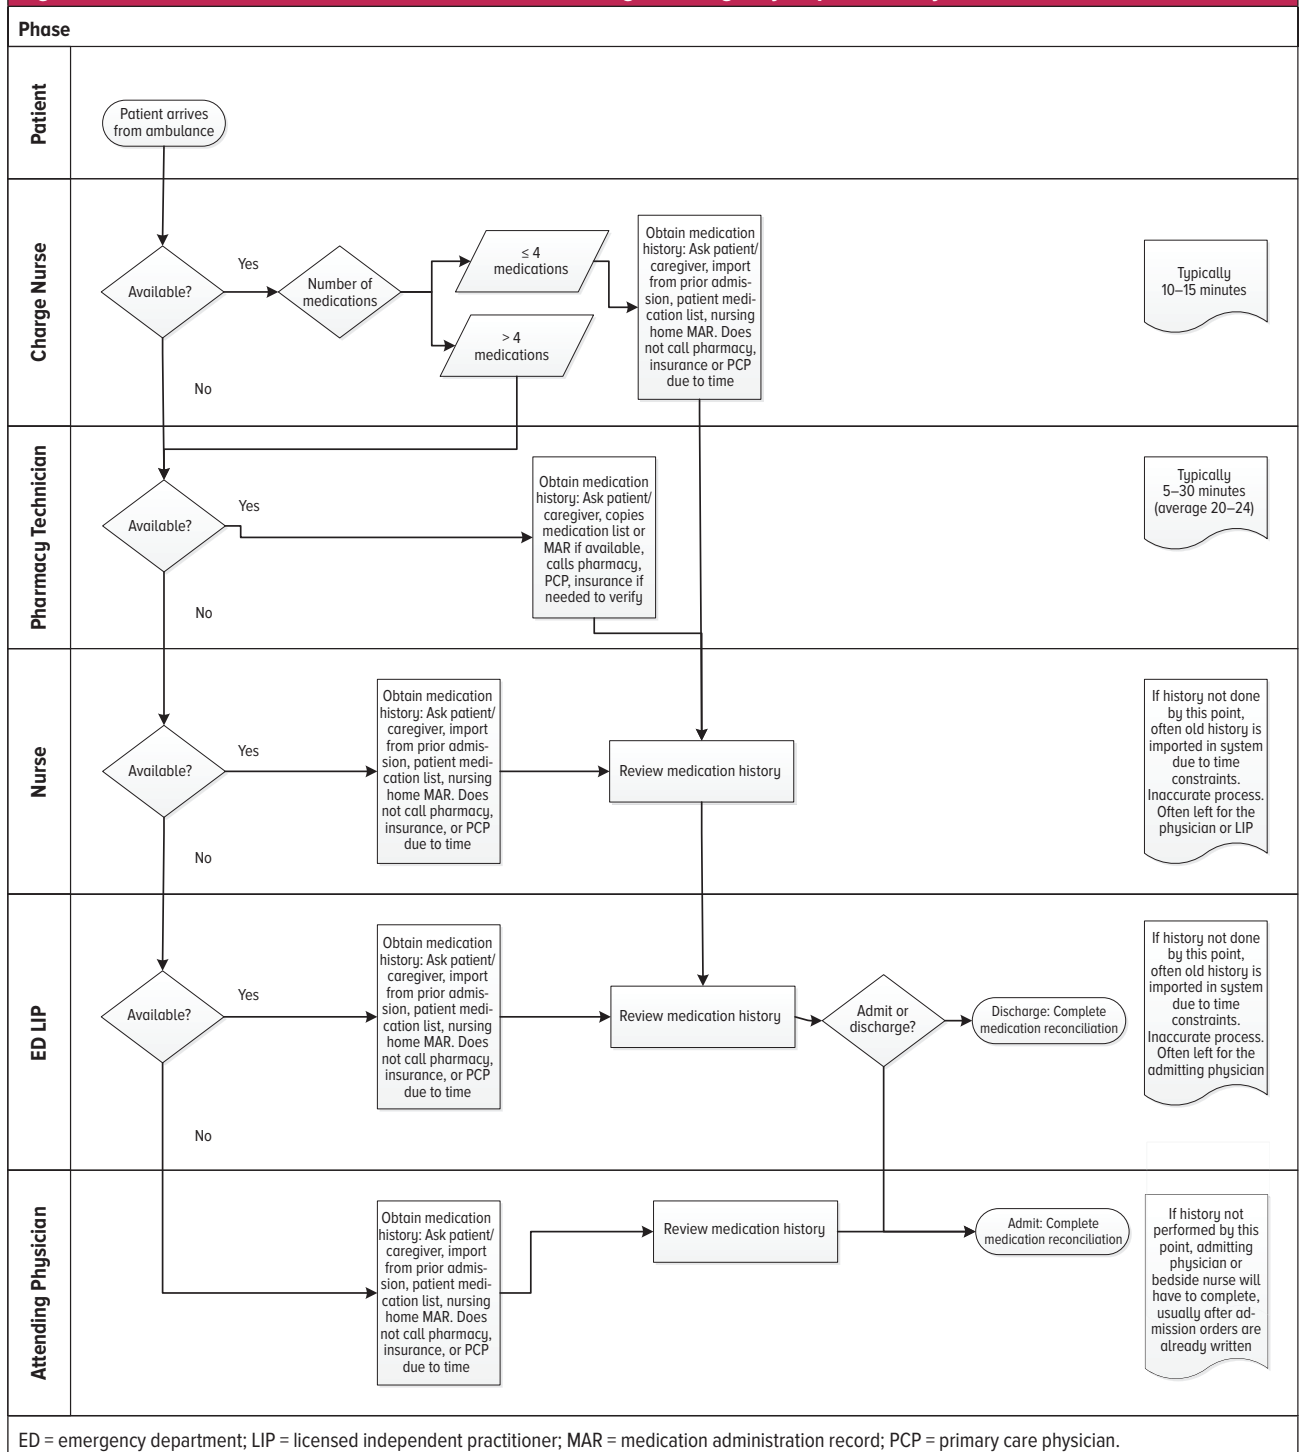 Phase
Patient
Patient arrives
from ambulance
Charge Nurse
Available?
Yes
No
Number of
medications
≤ 4
medications
> 4
medications
Obtain medication
history: Ask patient/
caregiver, import
from prior admis-
sion, patient medi-
cation list, nursing
home MAR. Does
not call pharmacy,
insurance or PCP
due to time
Typically
10–15 minutes
Pharmacy Technician
Available?
Yes
No
Obtain medication
history: Ask patient/
caregiver, copies
medication list or
MAR if available,
calls pharmacy,
PCP, insurance if
needed to verify
Typically
5–30 minutes
(average 20–24)
Nurse
Available?
Yes
No
Obtain medication
history: Ask patient/
caregiver, import
from prior admis-
sion, patient medi-
cation list, nursing
home MAR. Does
not call pharmacy,
insurance, or PCP
due to time
Review medication history
If history not done
by this point,
often old history is
imported in system
due to time
constraints.
Inaccurate process.
Often left for the
physician or LIP
ED LIP
Available?
Yes
No
Obtain medication
history: Ask patient/
caregiver, import
from prior admis-
sion, patient medi-
cation list, nursing
home MAR. Does
not call pharmacy,
insurance, or PCP
due to time
Review medication history
Admit or
discharge?
Discharge: Complete
medication reconciliation
If history not done
by this point,
often old history is
imported in system
due to time
constraints.
Inaccurate process.
Often left for the
admitting physician
Attending Physician
Obtain medication
history: Ask patient/
caregiver, import
from prior admis-
sion, patient medi-
cation list, nursing
home MAR. Does
not call pharmacy,
insurance, or PCP
due to time
Review medication history
Admit: Complete
medication reconciliation
If history not
performed by this
point, admitting
physician or
bedside nurse will
have to complete,
usually after ad-
mission orders are
already written
ED = emergency department; LIP = licensed independent practitioner; MAR = medication administration record; PCP = primary care physician.